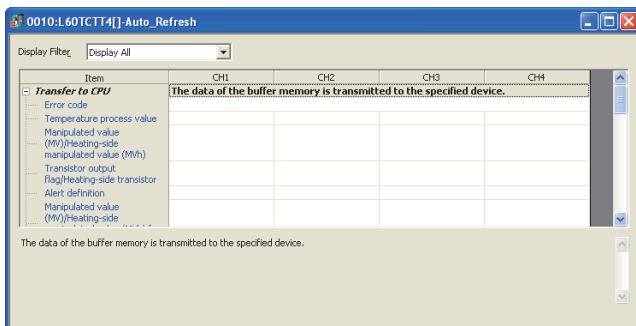 0010:L60TCTT4[]-Auto_Refresh
Display Filter Display All
Item CH1 CH2 CH3 CH4
Transfer to CPU The data of the buffer memory is transmitted to the specified device.
Error code
Temperature process value
Manipulated value
(MV)/Heating-side
manipulated value (MVh)
Transistor output
flag/Heating-side transistor
Alert definition
Manipulated value
(MV)/Heating-side
The data of the buffer memory is transmitted to the specified device.